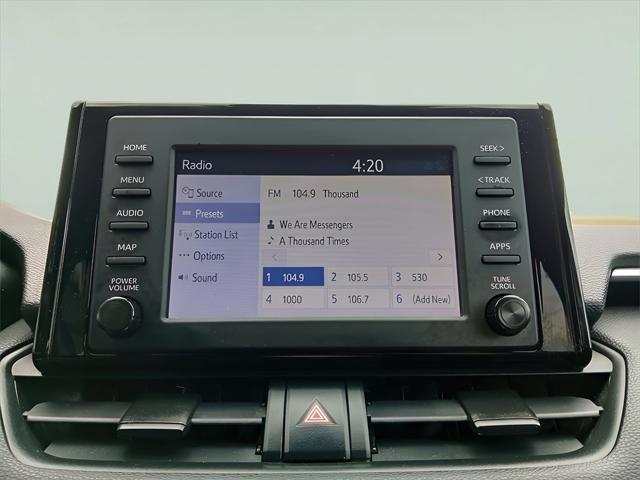 HOME
MENU
AUDIO
MAP
POWER
VOLUME
Radio 4:20
Source
Presets
Station List
Options
Sound
FM 104.9 Thousand
We Are Messengers
A Thousand Times
1 104.9 2 105.5 3 530
4 1000 5 106.7 6 (Add New)
SEEK >
< TRACK
PHONE
APPS
TUNE
SCROLL